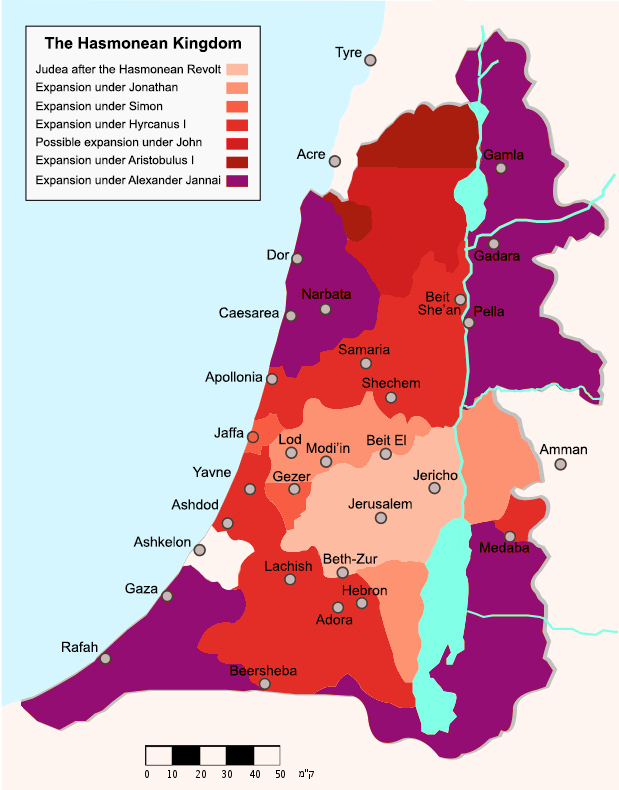 The Hasmonean Kingdom
Judea after the Hasmonean Revolt
Expansion under Jonathan
Expansion under Simon
Expansion under Hyrcanus I
Possible expansion under John
Expansion under Aristobulus I
Expansion under Alexander Jannai
Tyre
Acre
Gamla
Dor
Gadara
Narbata
Beit
She'an
Caesarea
Pella
Samaria
Apollonia
Shechem
Jaffa
Lod
Modi'in
Beit El
Amman
Yavne
Gezer
Jericho
Ashdod
Jerusalem
Ashkelon
Medaba
Lachish
Beth-Zur
Gaza
Hebron
Adora
Rafah
Beersheba
0 10 20 30 40 50 ק"מ